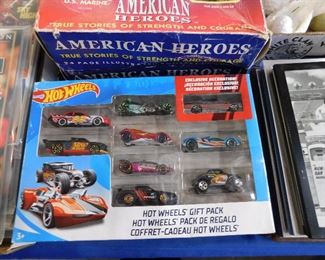 U.S. MARINE
AMERICAN
HEROES
TRUE STORIES OF STRENGTH AND COURAGE
AMERICAN HEROES
TRUE STORIES OF STRENGTH AND COURAGE
HOT WHEELS
EXCLUSIVE DECORATION!
¡DECORACIÓN EXCLUSIVA!
DÉCORATION EXCLUSIVE!
HOT WHEELS GIFT PACK
HOT WHEELS PACK DE REGALO
COFFRET-CADEAU HOT WHEELS
3+